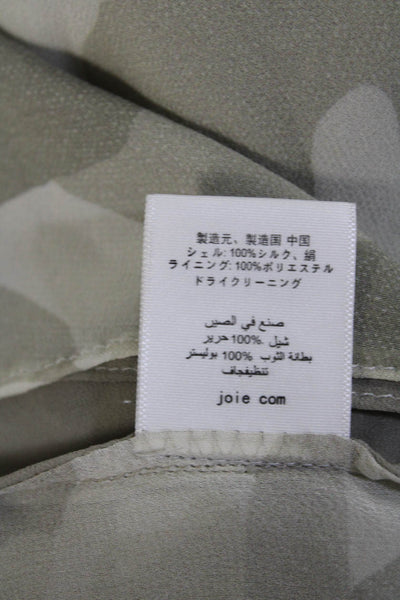 製造元、製造国 中国
シェル: 100%シルク、絹
ライニング: 100%ポリエステル
ドライクリーニング
صنع في الصين
شيل .100% حرير
بطانة الثوب 100% بوليستر
تنظيفجاف
joie com